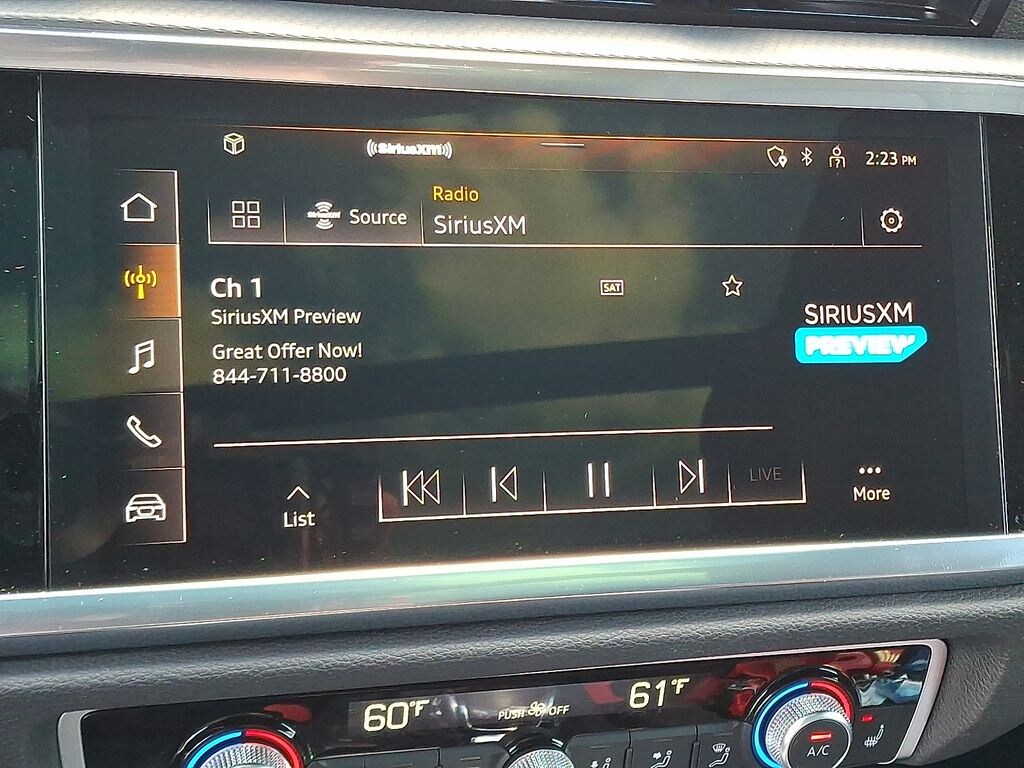 SiriusXM
2:23 PM
Radio
SiriusXM Source
SiriusXM
Ch 1
SAT
SiriusXM Preview
SIRIUSXM
PREVIEW
Great Offer Now!
844-711-8800
LIVE
List
More
60°F
PUSH OFF
61°F
A/C